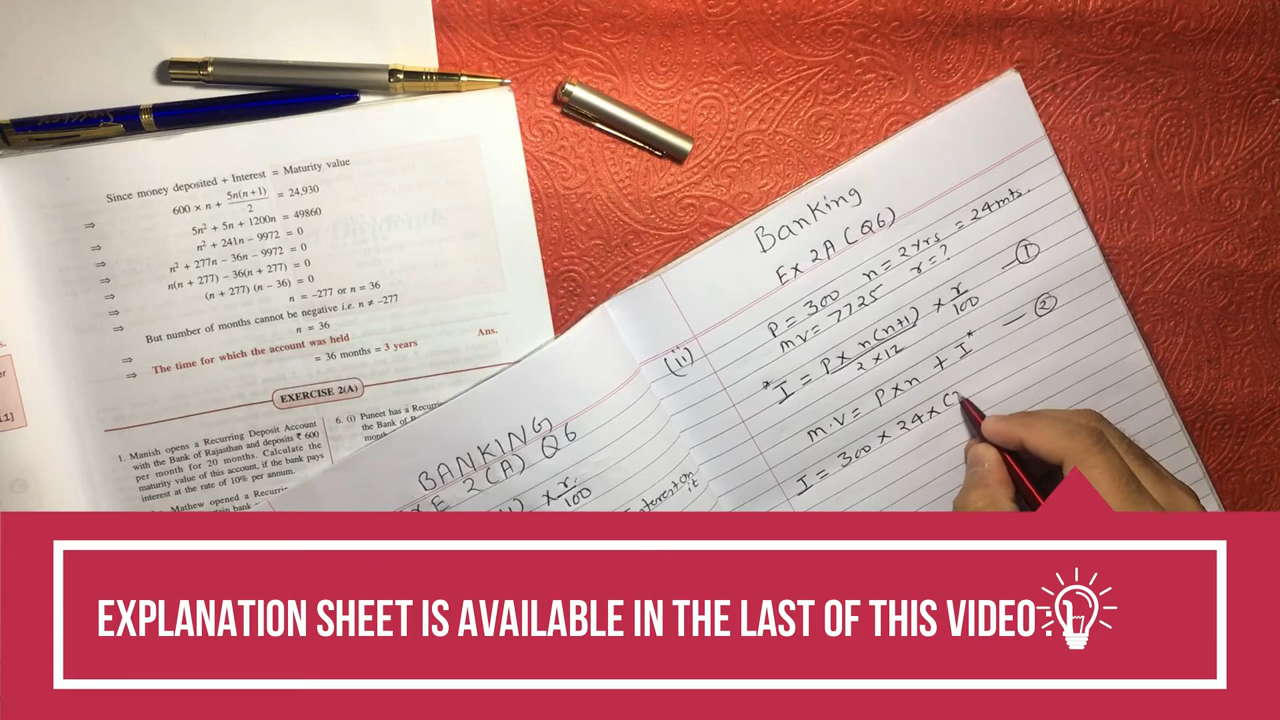 Since money deposited + Interest = Maturity value
⇒ 600 × n + 5n(n+1)/2 = 24,930
⇒ 5n² + 5n + 1200n = 49860
⇒ n² + 241n – 9972 = 0
⇒ n² + 277n – 36n – 9972 = 0
⇒ n(n + 277) – 36(n + 277) = 0
⇒ (n + 277) (n – 36) = 0
⇒ n = –277 or n = 36
But number of months cannot be negative i.e. n ≠ –277
⇒ n = 36
⇒ The time for which the account was held
= 36 months = 3 years Ans.
EXERCISE 2(A)
1. Manish opens a Recurring Deposit Account
with the Bank of Rajasthan and deposits ₹ 600
per month for 20 months. Calculate the
maturity value of this account, if the bank pays
interest at the rate of 10% per annum.
Mathew opened a Recurring
bank
6. (i) Puneet has a Recurring
the Bank of
BANKING
2(A) Q6
× r/100
Interest on
it
Banking
Ex 2A (Q6)
(ii) P = 300 n = 2yrs = 24mts.
mv = 7725 r = ?
*I = P × n(n+1)/2×12 × r/100 — ①
m.v = P×n + I* — ②
I = 300 × 24 × (2
EXPLANATION SHEET IS AVAILABLE IN THE LAST OF THIS VIDEO